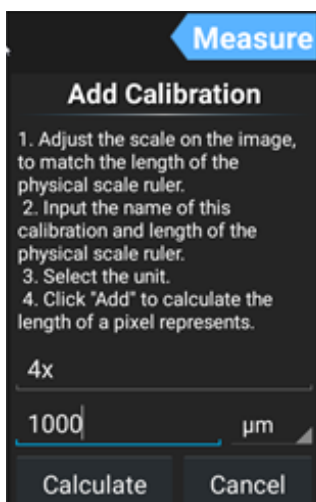 Measure
Add Calibration
1. Adjust the scale on the image,
to match the length of the
physical scale ruler.
2. Input the name of this
calibration and length of the
physical scale ruler.
3. Select the unit.
4. Click "Add" to calculate the
length of a pixel represents.
4x
1000 µm
Calculate Cancel